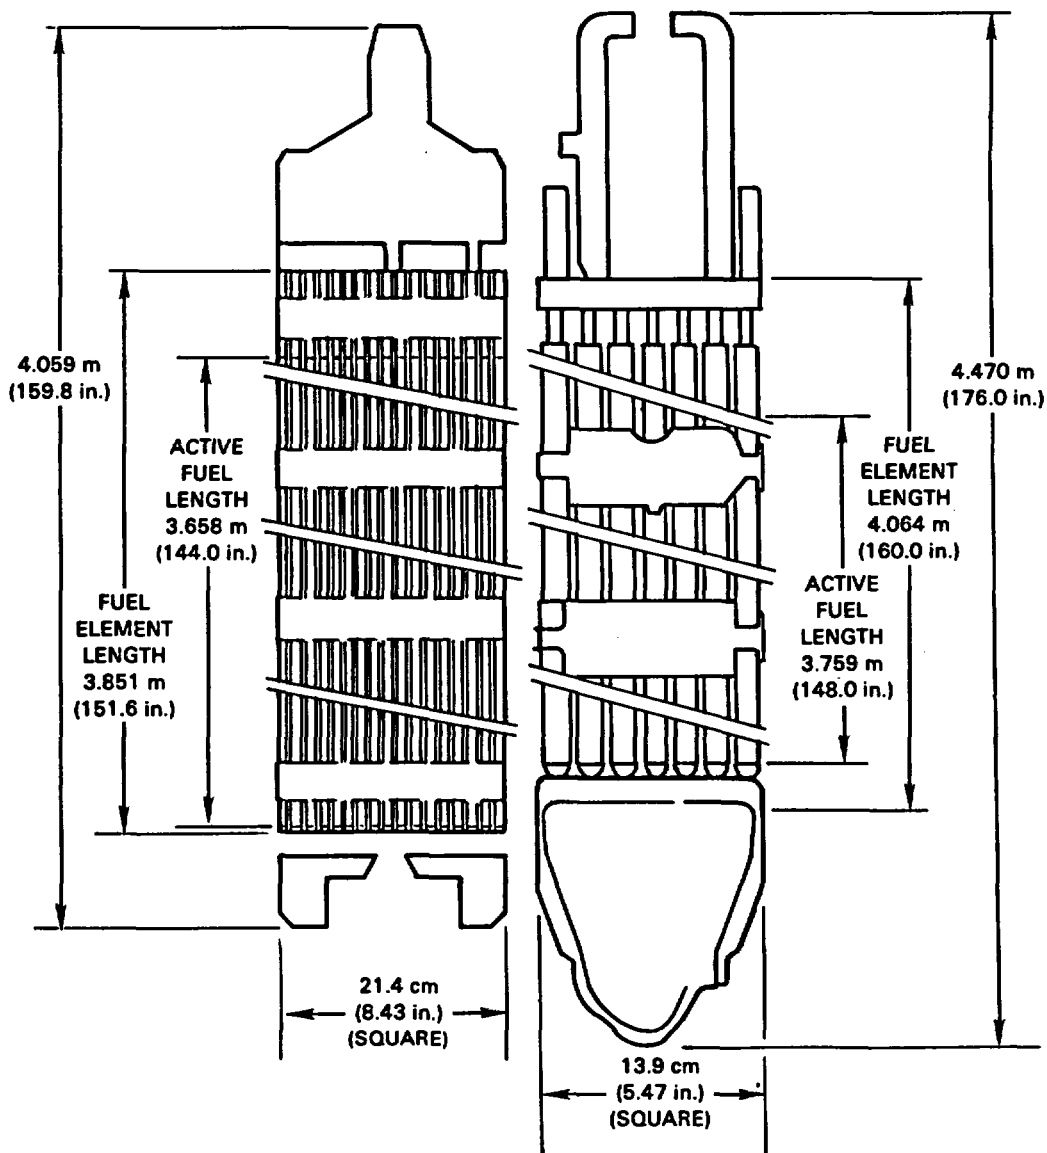 4.059 m
(159.8 in.)
ACTIVE
FUEL
LENGTH
3.658 m
(144.0 in.)
FUEL
ELEMENT
LENGTH
3.851 m
(151.6 in.)
21.4 cm
(8.43 in.)
(SQUARE)
4.470 m
(176.0 in.)
FUEL
ELEMENT
LENGTH
4.064 m
(160.0 in.)
ACTIVE
FUEL
LENGTH
3.759 m
(148.0 in.)
13.9 cm
(5.47 in.)
(SQUARE)